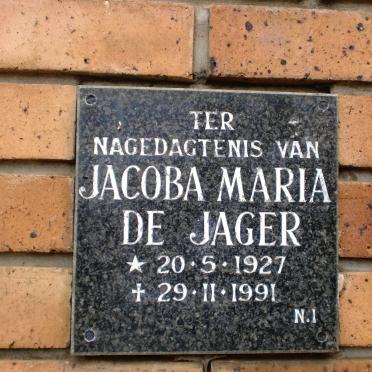 TER
NAGEDAGTENIS VAN
JACOBA MARIA
DE JAGER
★ 20·5·1927
✝ 29·11·1991
N.1